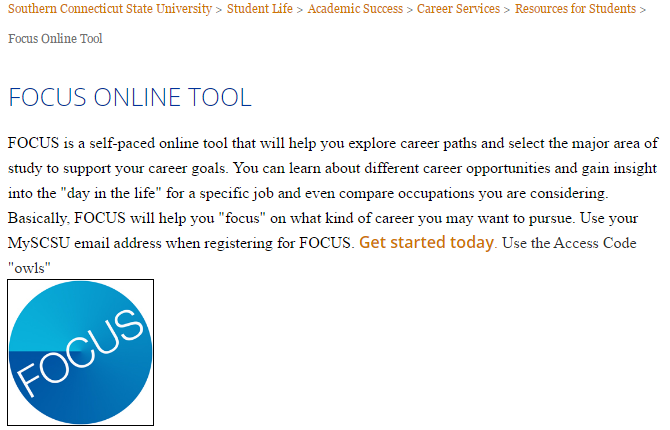 Southern Connecticut State University > Student Life > Academic Success > Career Services > Resources for Students >
Focus Online Tool
FOCUS ONLINE TOOL
FOCUS is a self-paced online tool that will help you explore career paths and select the major area of
study to support your career goals. You can learn about different career opportunities and gain insight
into the "day in the life" for a specific job and even compare occupations you are considering.
Basically, FOCUS will help you "focus" on what kind of career you may want to pursue. Use your
MySCSU email address when registering for FOCUS. Get started today. Use the Access Code
"owls"
FOCUS